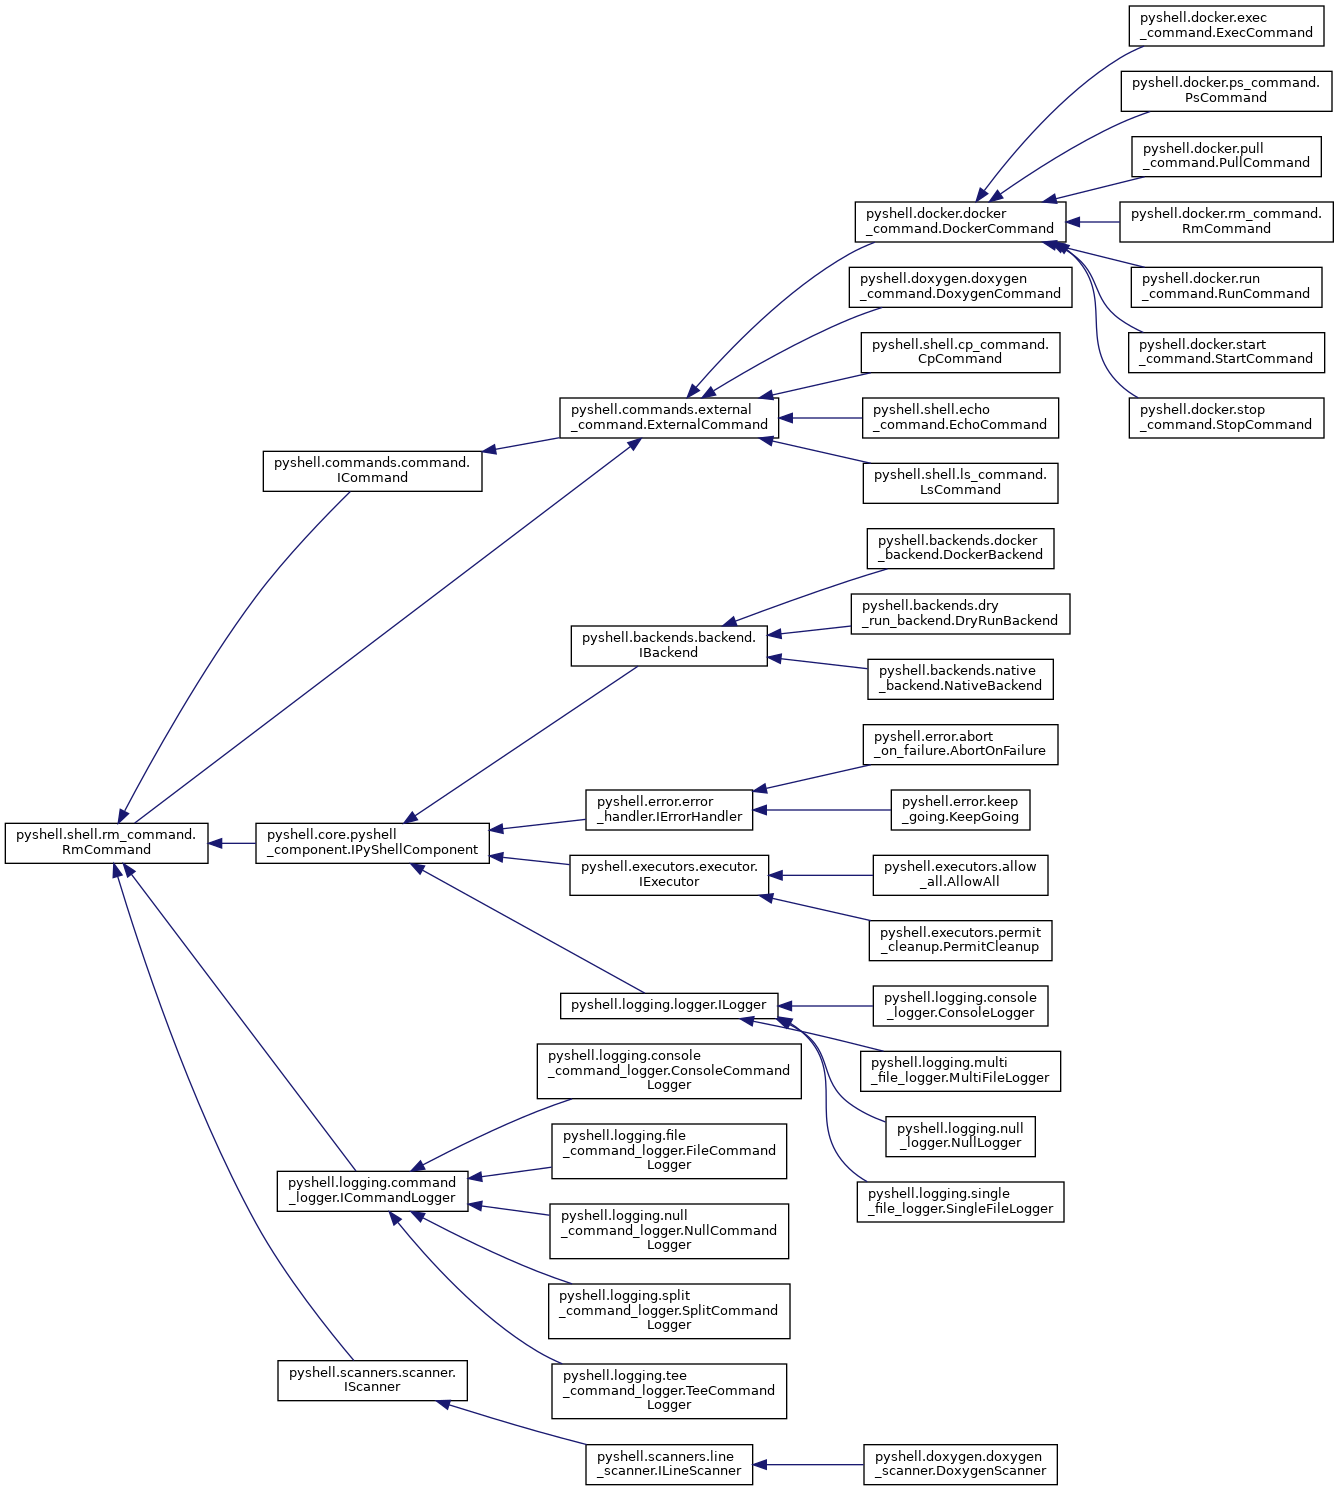 pyshell.docker.exec
_command.ExecCommand
pyshell.docker.ps_command.
PsCommand
pyshell.docker.pull
_command.PullCommand
pyshell.docker.docker
_command.DockerCommand
pyshell.docker.rm_command.
RmCommand
pyshell.doxygen.doxygen
_command.DoxygenCommand
pyshell.docker.run
_command.RunCommand
pyshell.shell.cp_command.
CpCommand
pyshell.docker.start
_command.StartCommand
pyshell.commands.external
_command.ExternalCommand
pyshell.shell.echo
_command.EchoCommand
pyshell.docker.stop
_command.StopCommand
pyshell.commands.command.
ICommand
pyshell.shell.ls_command.
LsCommand
pyshell.backends.docker
_backend.DockerBackend
pyshell.backends.dry
_run_backend.DryRunBackend
pyshell.backends.backend.
IBackend
pyshell.backends.native
_backend.NativeBackend
pyshell.error.abort
_on_failure.AbortOnFailure
pyshell.error.error
_handler.IErrorHandler
pyshell.error.keep
_going.KeepGoing
pyshell.shell.rm_command.
RmCommand
pyshell.core.pyshell
_component.IPyShellComponent
pyshell.executors.executor.
IExecutor
pyshell.executors.allow
_all.AllowAll
pyshell.executors.permit
_cleanup.PermitCleanup
pyshell.logging.logger.ILogger
pyshell.logging.console
_logger.ConsoleLogger
pyshell.logging.console
_command_logger.ConsoleCommand
Logger
pyshell.logging.multi
_file_logger.MultiFileLogger
pyshell.logging.file
_command_logger.FileCommand
Logger
pyshell.logging.null
_logger.NullLogger
pyshell.logging.command
_logger.ICommandLogger
pyshell.logging.single
_file_logger.SingleFileLogger
pyshell.logging.null
_command_logger.NullCommand
Logger
pyshell.logging.split
_command_logger.SplitCommand
Logger
pyshell.scanners.scanner.
IScanner
pyshell.logging.tee
_command_logger.TeeCommand
Logger
pyshell.scanners.line
_scanner.ILineScanner
pyshell.doxygen.doxygen
_scanner.DoxygenScanner